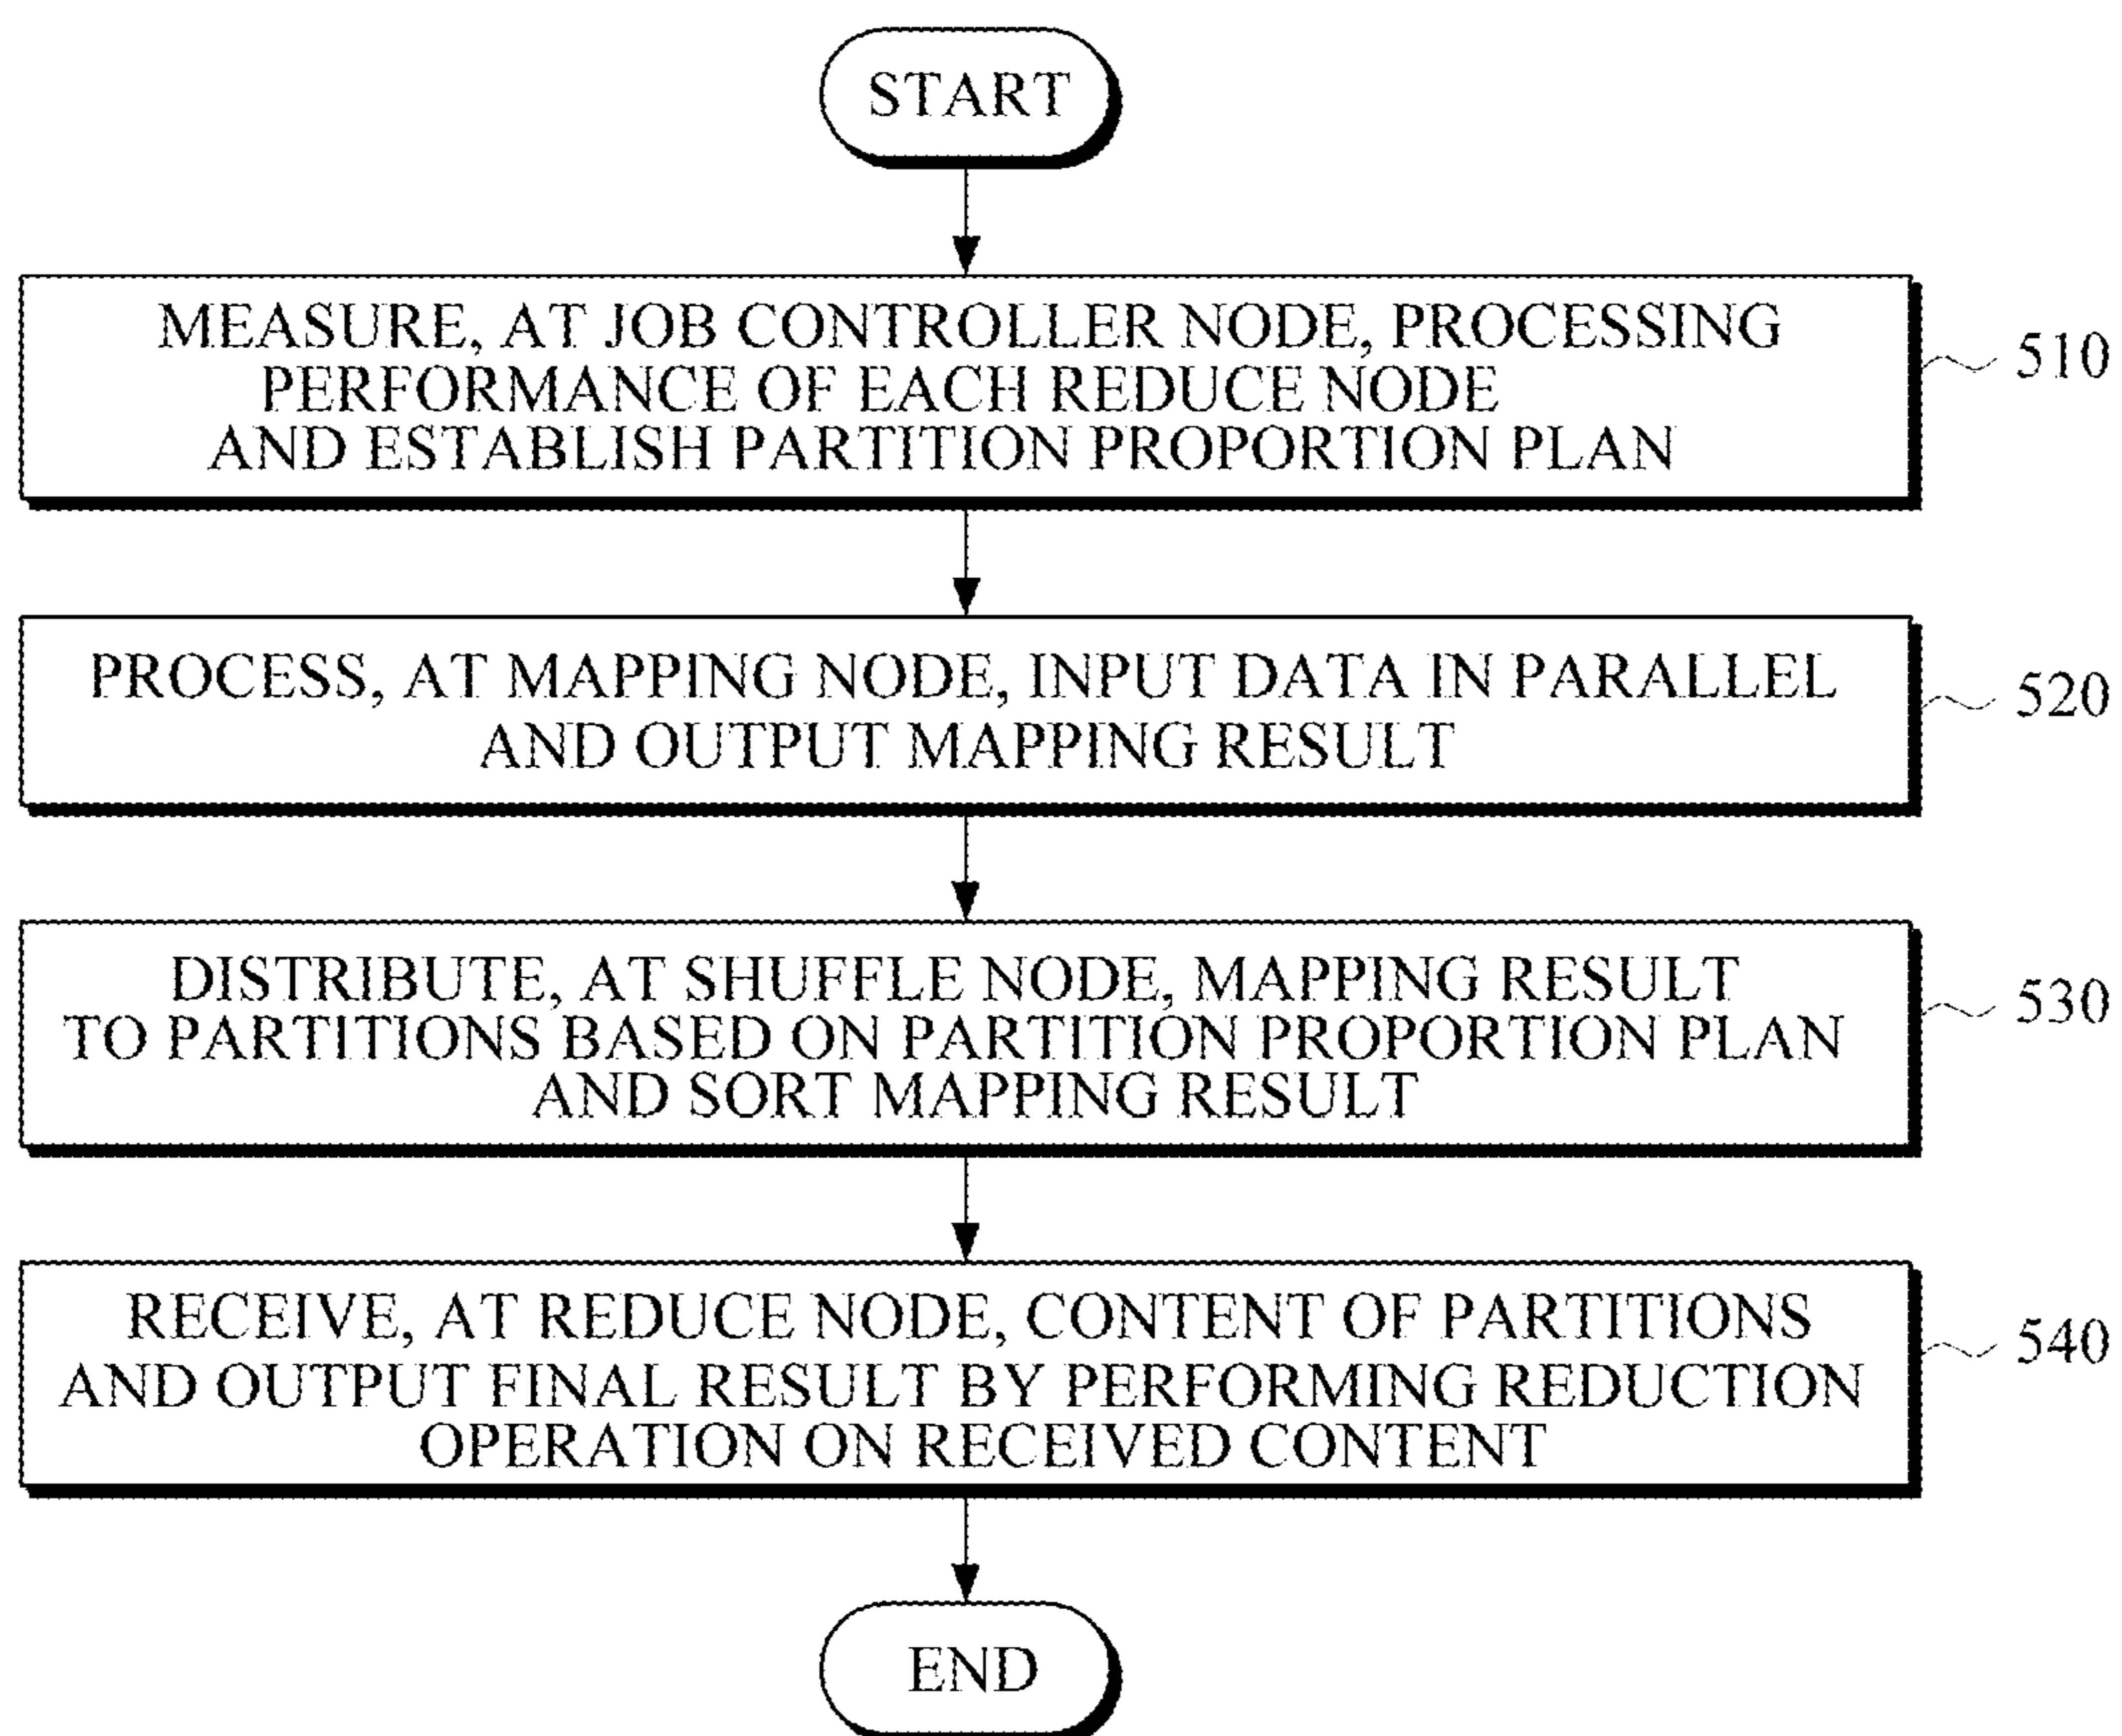 START
MEASURE, AT JOB CONTROLLER NODE, PROCESSING
PERFORMANCE OF EACH REDUCE NODE
AND ESTABLISH PARTITION PROPORTION PLAN
510
PROCESS, AT MAPPING NODE, INPUT DATA IN PARALLEL
AND OUTPUT MAPPING RESULT
520
DISTRIBUTE, AT SHUFFLE NODE, MAPPING RESULT
TO PARTITIONS BASED ON PARTITION PROPORTION PLAN
AND SORT MAPPING RESULT
530
RECEIVE, AT REDUCE NODE, CONTENT OF PARTITIONS
AND OUTPUT FINAL RESULT BY PERFORMING REDUCTION
OPERATION ON RECEIVED CONTENT
540
END